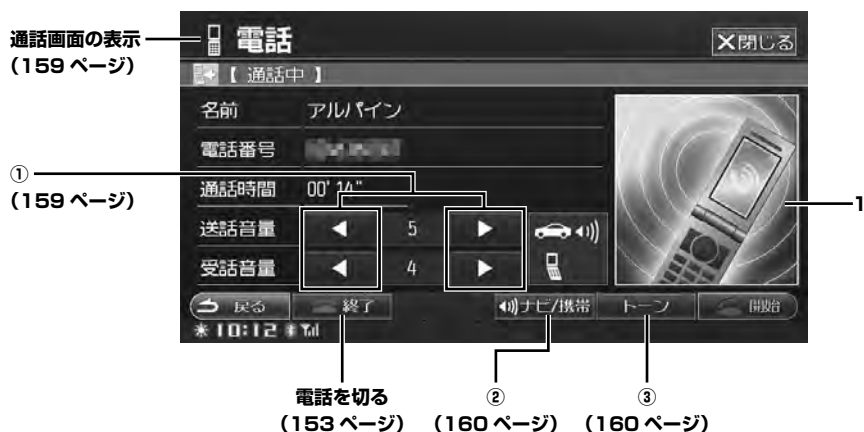 通話画面の表示
（159 ページ）
電話
×閉じる
【 通話中 】
名前 アルパイン
電話番号
①
（159 ページ）
通話時間 00' 14"
1
送話音量 ◀ 5 ▶
受話音量 ◀ 4 ▶
戻る 終了 ナビ/携帯 トーン 開始
10:12
電話を切る
（153 ページ）
②
（160 ページ）
③
（160 ページ）